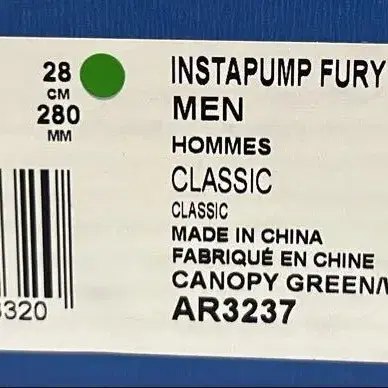 28
CM
280
MM
INSTAPUMP FURY
MEN
HOMMES
CLASSIC
CLASSIC
MADE IN CHINA
FABRIQUÉ EN CHINE
CANOPY GREEN/
AR3237
3320